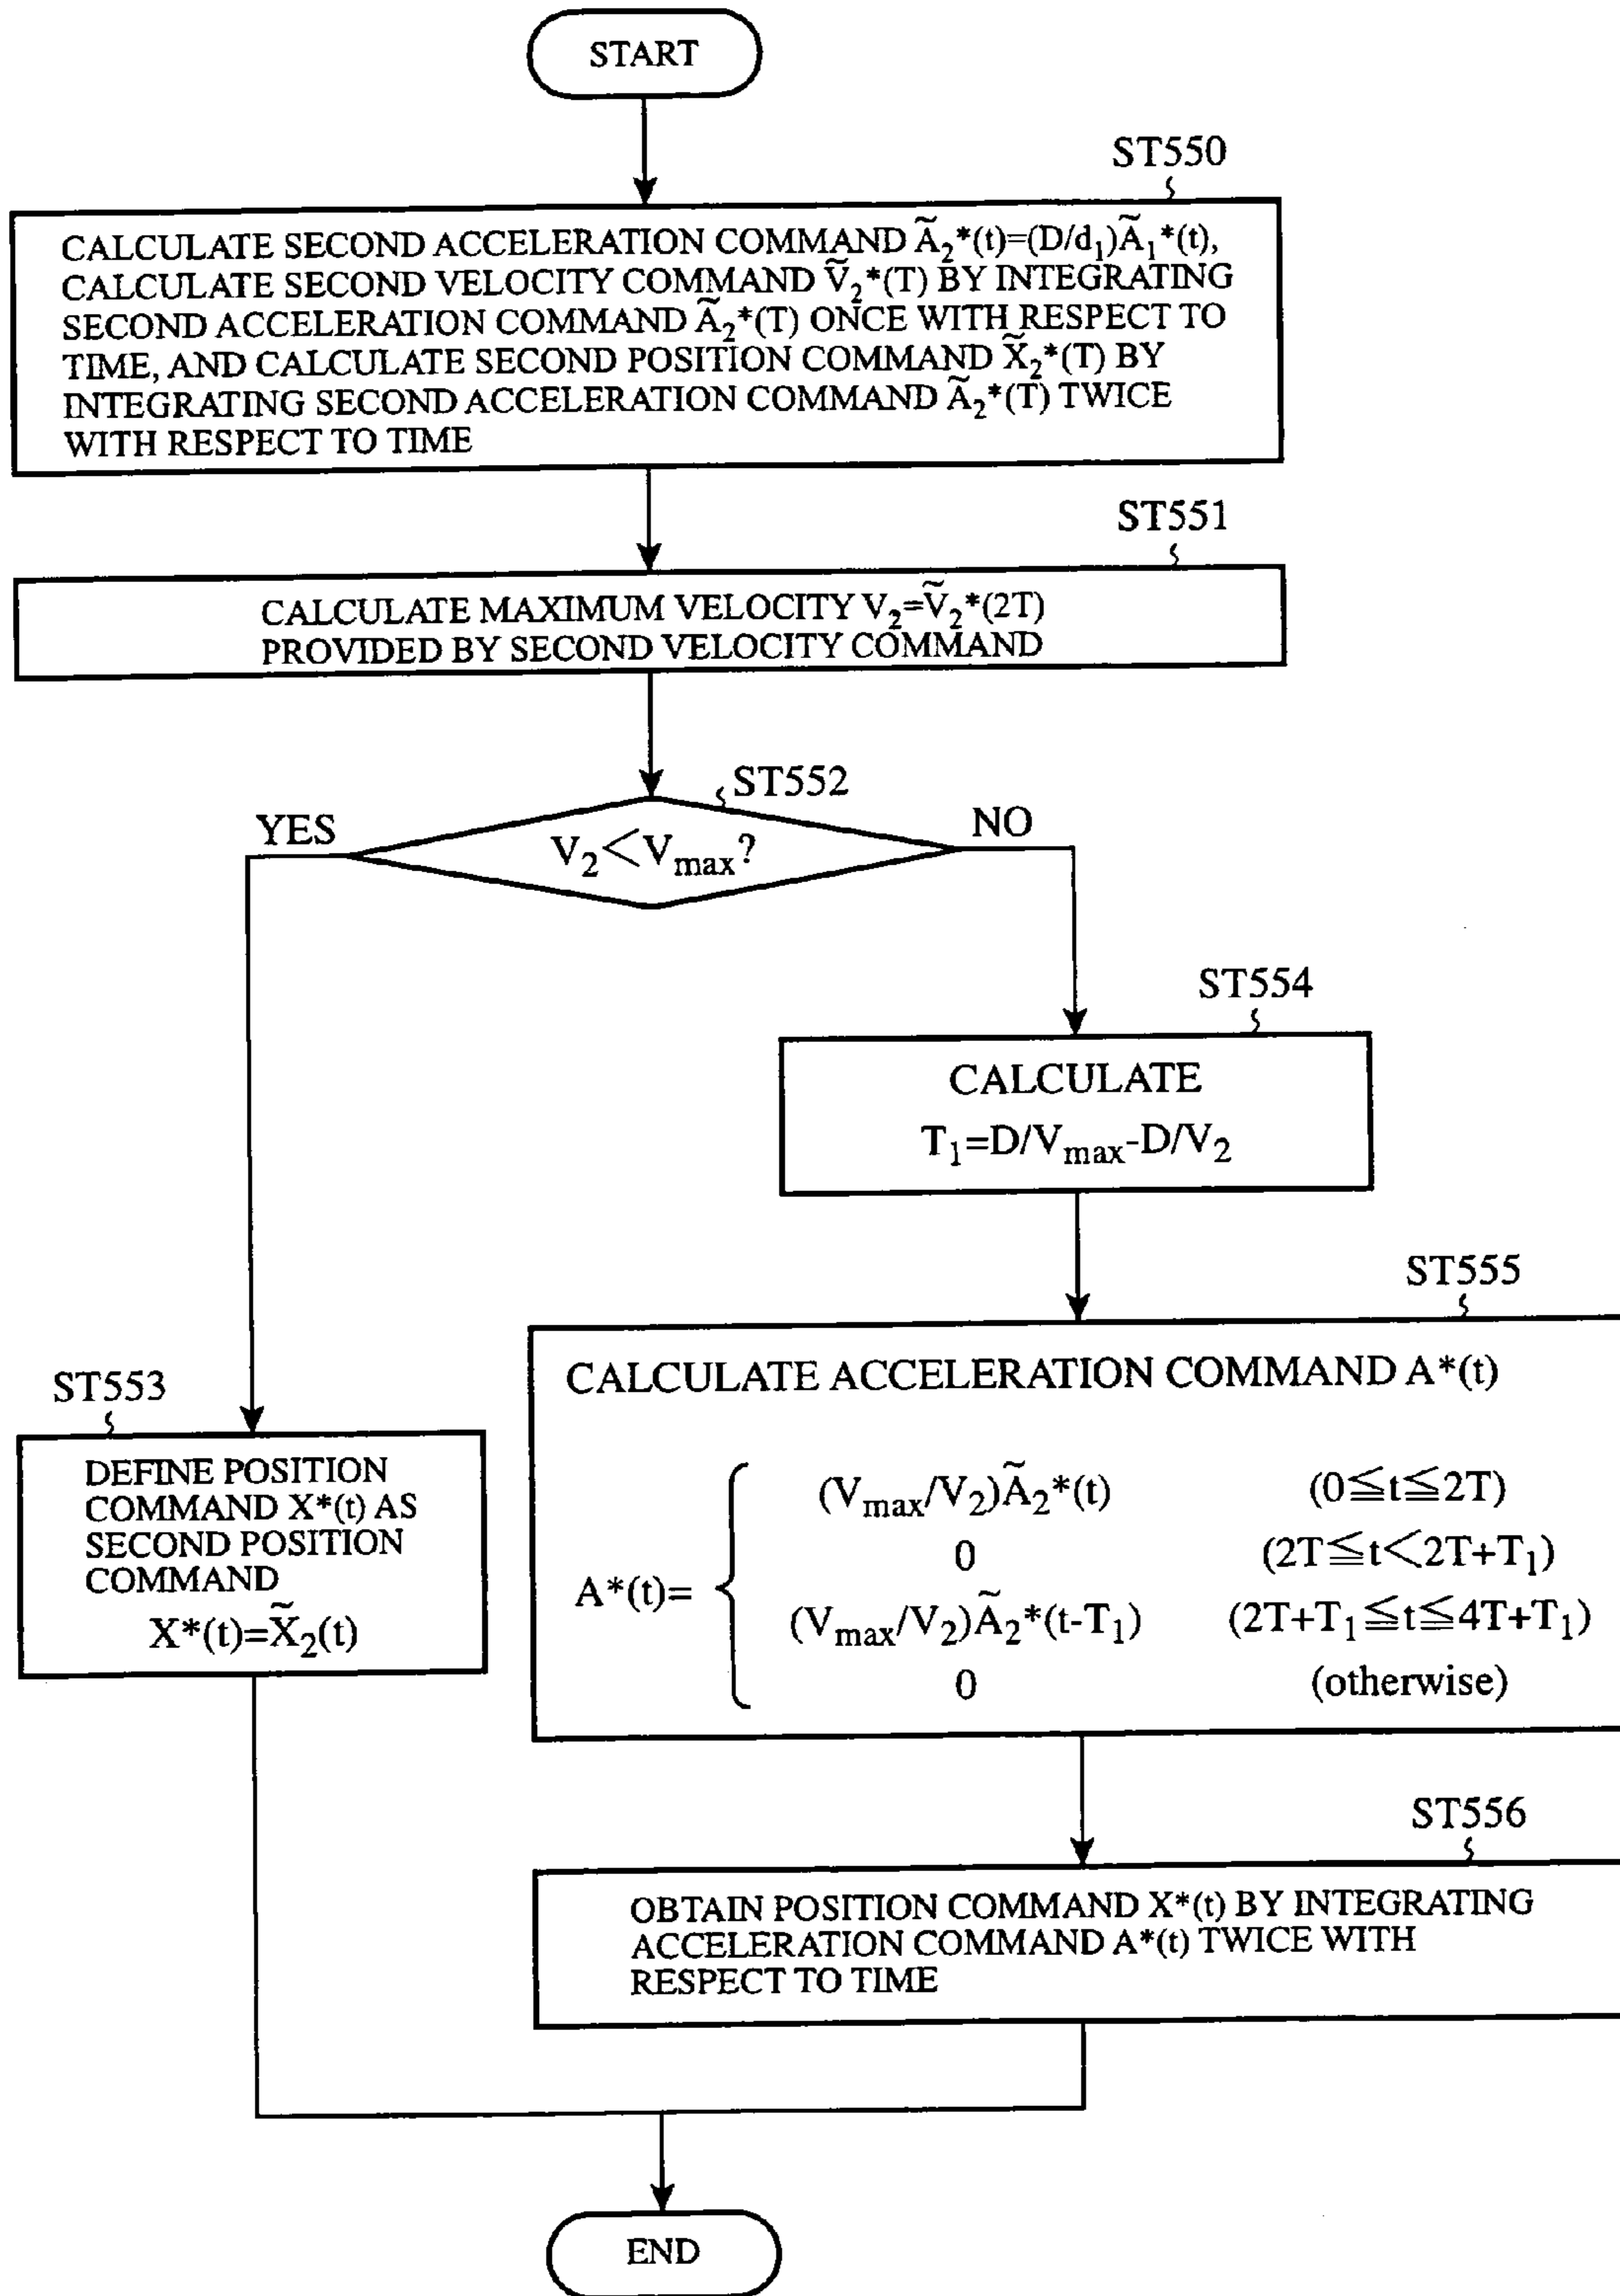 START
ST550
CALCULATE SECOND ACCELERATION COMMAND Ã₂*(t)=(D/d₁)Ã₁*(t),
CALCULATE SECOND VELOCITY COMMAND Ṽ₂*(T) BY INTEGRATING
SECOND ACCELERATION COMMAND Ã₂*(T) ONCE WITH RESPECT TO
TIME, AND CALCULATE SECOND POSITION COMMAND X̃₂*(T) BY
INTEGRATING SECOND ACCELERATION COMMAND Ã₂*(T) TWICE
WITH RESPECT TO TIME
ST551
CALCULATE MAXIMUM VELOCITY V₂=Ṽ₂*(2T)
PROVIDED BY SECOND VELOCITY COMMAND
ST552
YES
V₂<Vmax?
NO
ST554
CALCULATE
T₁=D/Vmax-D/V₂
ST553
DEFINE POSITION
COMMAND X*(t) AS
SECOND POSITION
COMMAND
X*(t)=X̃₂(t)
ST555
CALCULATE ACCELERATION COMMAND A*(t)
A*(t)=
(Vmax/V₂)Ã₂*(t) (0≦t≦2T)
0 (2T≦t<2T+T₁)
(Vmax/V₂)Ã₂*(t-T₁) (2T+T₁≦t≦4T+T₁)
0 (otherwise)
ST556
OBTAIN POSITION COMMAND X*(t) BY INTEGRATING
ACCELERATION COMMAND A*(t) TWICE WITH
RESPECT TO TIME
END